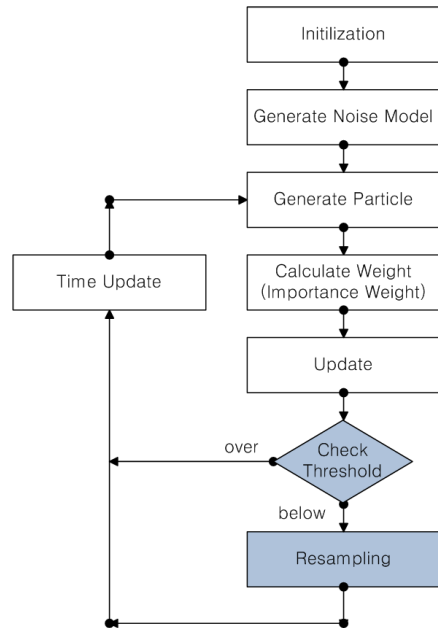 Initilization
Generate Noise Model
Generate Particle
Time Update
Calculate Weight
(Importance Weight)
Update
over
Check
Threshold
below
Resampling